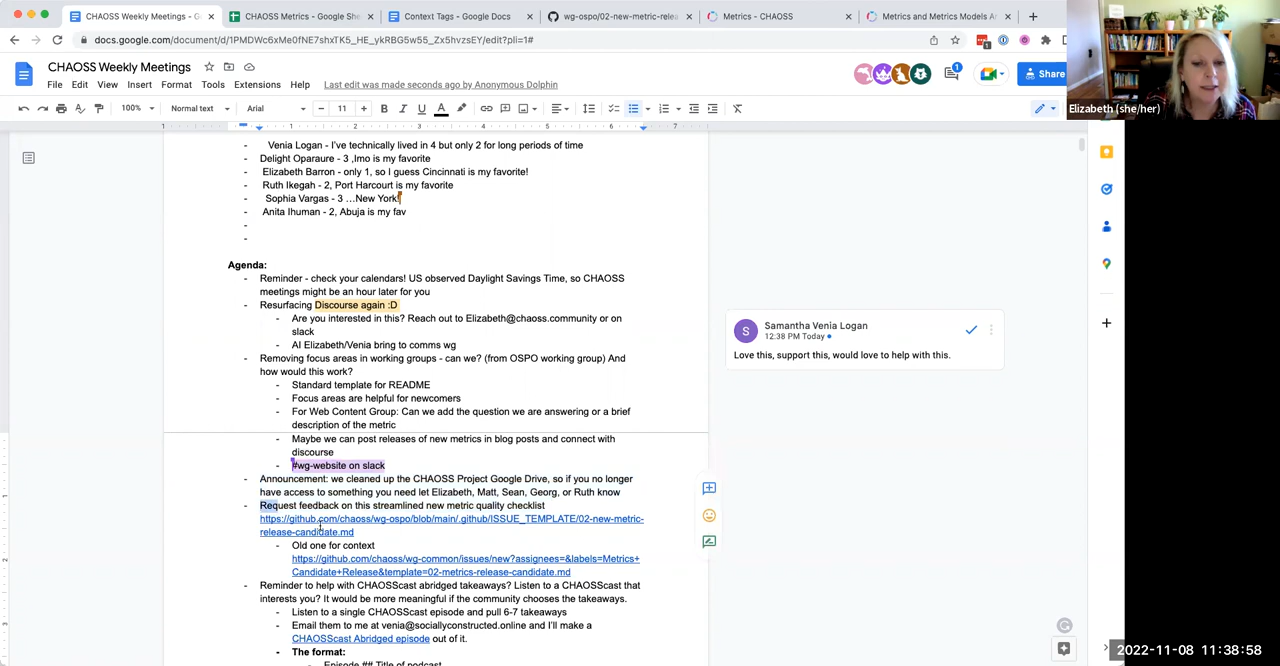 CHAOSS Weekly Meetings - G
CHAOSS Metrics - Google She
Context Tags - Google Docs
wg-ospo/02-new-metric-relea
Metrics - CHAOSS
Metrics and Metrics Models A
docs.google.com/document/d/1PMDWc6xMe0fNE7shxTK5_HE_ykRBG5w55_Zx5hvzsEY/edit?pli=1#
CHAOSS Weekly Meetings
File Edit View Insert Format Tools Extensions Help Last edit was made seconds ago by Anonymous Dolphin
1
Share
Elizabeth (she/her)
100% Normal text Arial 11
1 1 2 3 4 5 6 7
- Venia Logan - I've technically lived in 4 but only 2 for long periods of time
- Delight Oparaure - 3 ,Imo is my favorite
- Elizabeth Barron - only 1, so I guess Cincinnati is my favorite!
- Ruth Ikegah - 2, Port Harcourt is my favorite
- Sophia Vargas - 3 …New York!
- Anita Ihuman - 2, Abuja is my fav
-
-
Agenda:
- Reminder - check your calendars! US observed Daylight Savings Time, so CHAOSS
meetings might be an hour later for you
- Resurfacing Discourse again :D
- Are you interested in this? Reach out to Elizabeth@chaoss.community or on
slack
- AI Elizabeth/Venia bring to comms wg
- Removing focus areas in working groups - can we? (from OSPO working group) And
how would this work?
- Standard template for README
- Focus areas are helpful for newcomers
- For Web Content Group: Can we add the question we are answering or a brief
description of the metric
- Maybe we can post releases of new metrics in blog posts and connect with
discourse
- #wg-website on slack
- Announcement: we cleaned up the CHAOSS Project Google Drive, so if you no longer
have access to something you need let Elizabeth, Matt, Sean, Georg, or Ruth know
- Request feedback on this streamlined new metric quality checklist
https://github.com/chaoss/wg-ospo/blob/main/.github/ISSUE_TEMPLATE/02-new-metric-
release-candidate.md
- Old one for context
https://github.com/chaoss/wg-common/issues/new?assignees=&labels=Metrics+
Candidate+Release&template=02-metrics-release-candidate.md
- Reminder to help with CHAOSScast abridged takeaways? Listen to a CHAOSScast that
interests you? It would be more meaningful if the community chooses the takeaways.
- Listen to a single CHAOSScast episode and pull 6-7 takeaways
- Email them to me at venia@sociallyconstructed.online and I'll make a
CHAOSScast Abridged episode out of it.
- The format:
- Episode ## Title of podcast
S
Samantha Venia Logan
12:38 PM Today
Love this, support this, would love to help with this.
1
2
3
2022-11-08 11:38:58